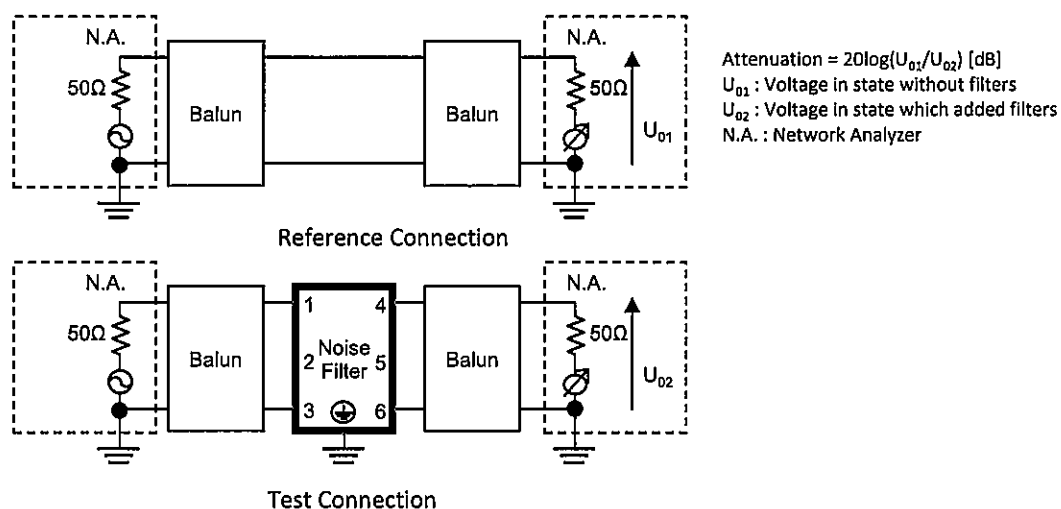 N.A.
50Ω
Balun
Balun
N.A.
50Ω
U01
Attenuation = 20log(U01/U02) [dB]
U01 : Voltage in state without filters
U02 : Voltage in state which added filters
N.A. : Network Analyzer
Reference Connection
N.A.
50Ω
Balun
1 4
2 Noise Filter 5
3 6
Balun
N.A.
50Ω
U02
Test Connection